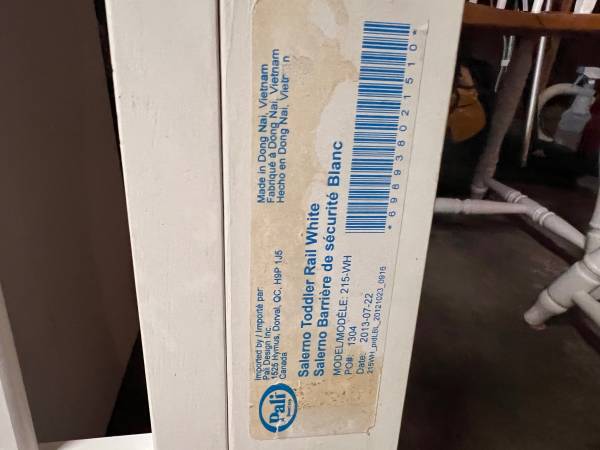 Pali
Imported by / Importé par:
Pali Design Inc.
1525 Hymus, Dorval, QC, H9P 1J5
Canada
Made in Dong Nai, Vietnam
Fabriqué à Dong Nai, Vietnam
Hecho en Dong Nai, Vietnam
Salerno Toddler Rail White
Salerno Barrière de sécurité Blanc
MODEL/MODÈLE: 215-WH
PO#: 1304
Date: 2013-07-22
*696938021510*